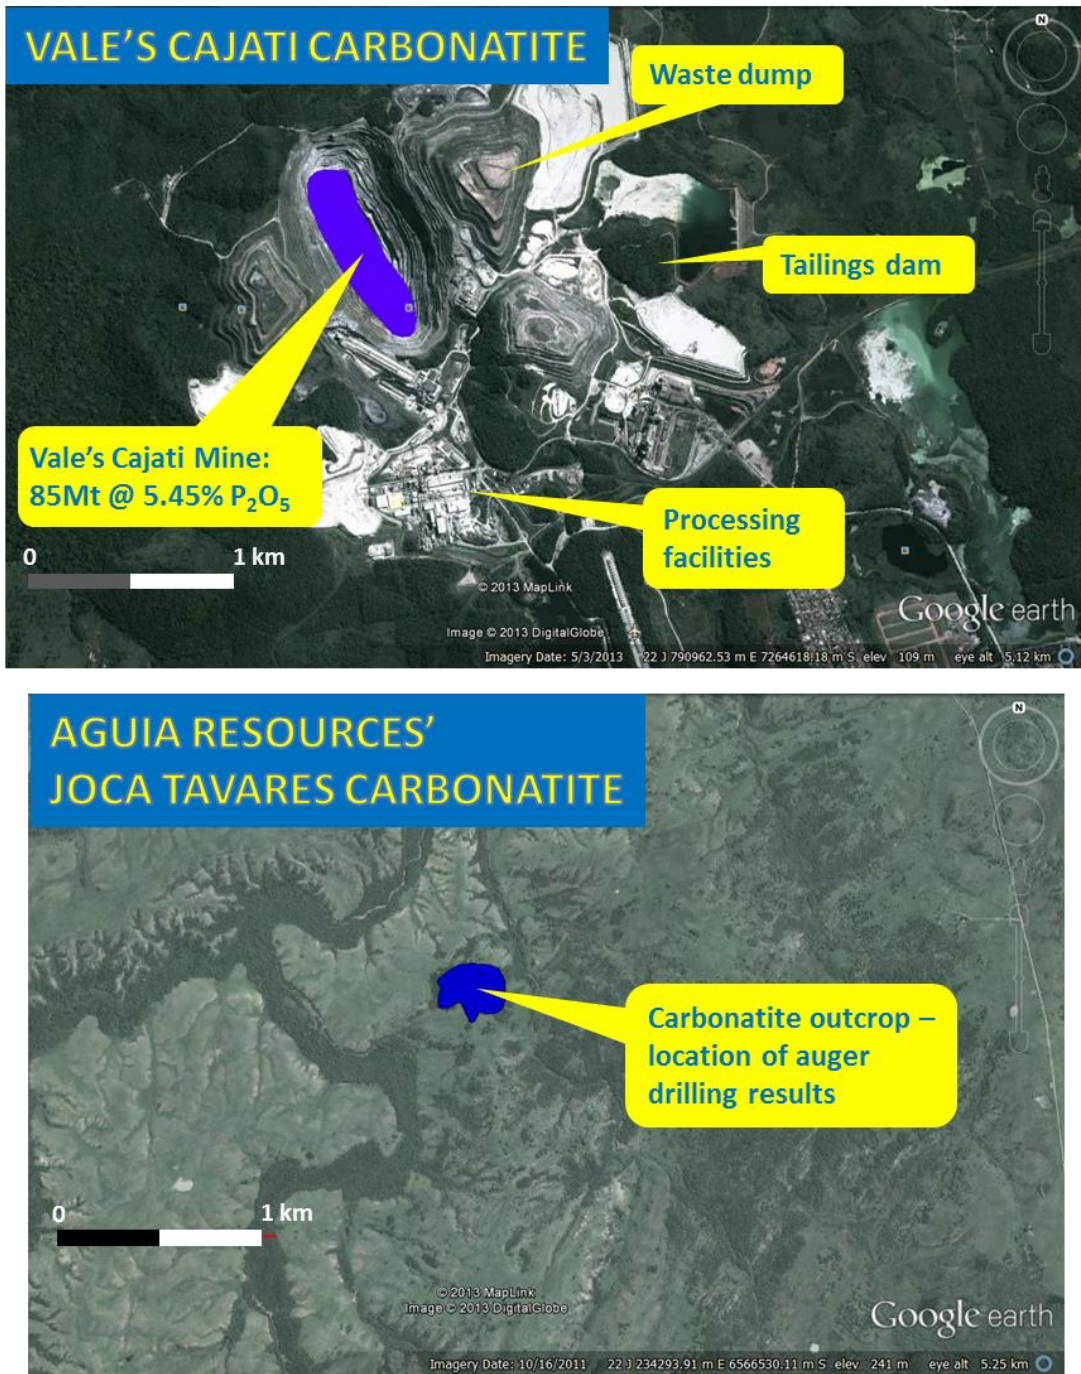 VALE'S CAJATI CARBONATITE
Waste dump
N
Tailings dam
Vale's Cajati Mine:
85Mt @ 5.45% P₂O₅
Processing
facilities
0 1 km
© 2013 MapLink
Google earth
Image © 2013 DigitalGlobe
Imagery Date: 5/3/2013 22 J 790962.53 m E 7264618.18 m S elev 109 m eye alt 5.12 km
AGUIA RESOURCES'
JOCA TAVARES CARBONATITE
N
Carbonatite outcrop –
location of auger
drilling results
0 1 km
© 2013 MapLink
Image © 2013 DigitalGlobe
Google earth
Imagery Date: 10/16/2011 22 J 234293.91 m E 6566530.11 m S elev 241 m eye alt 5.25 km